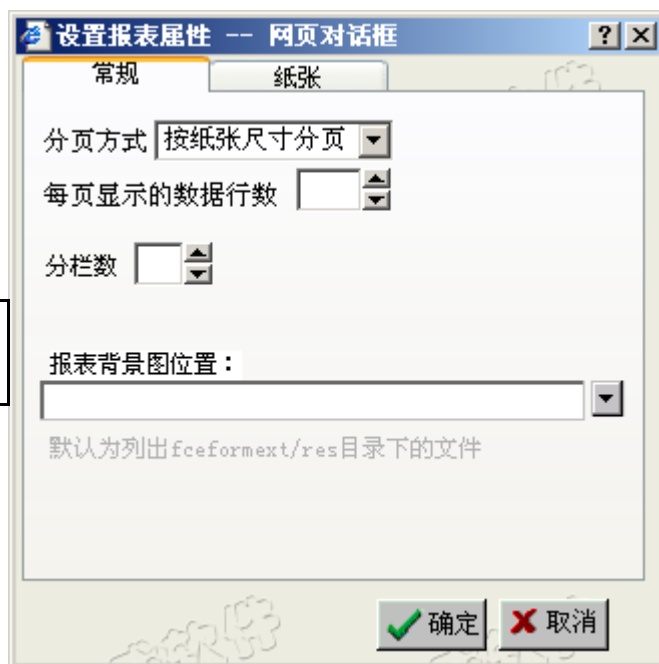 设置报表属性 -- 网页对话框
常规 纸张
分页方式 按纸张尺寸分页
每页显示的数据行数
分栏数
报表背景图位置：
默认为列出fceformext/res目录下的文件
确定 取消